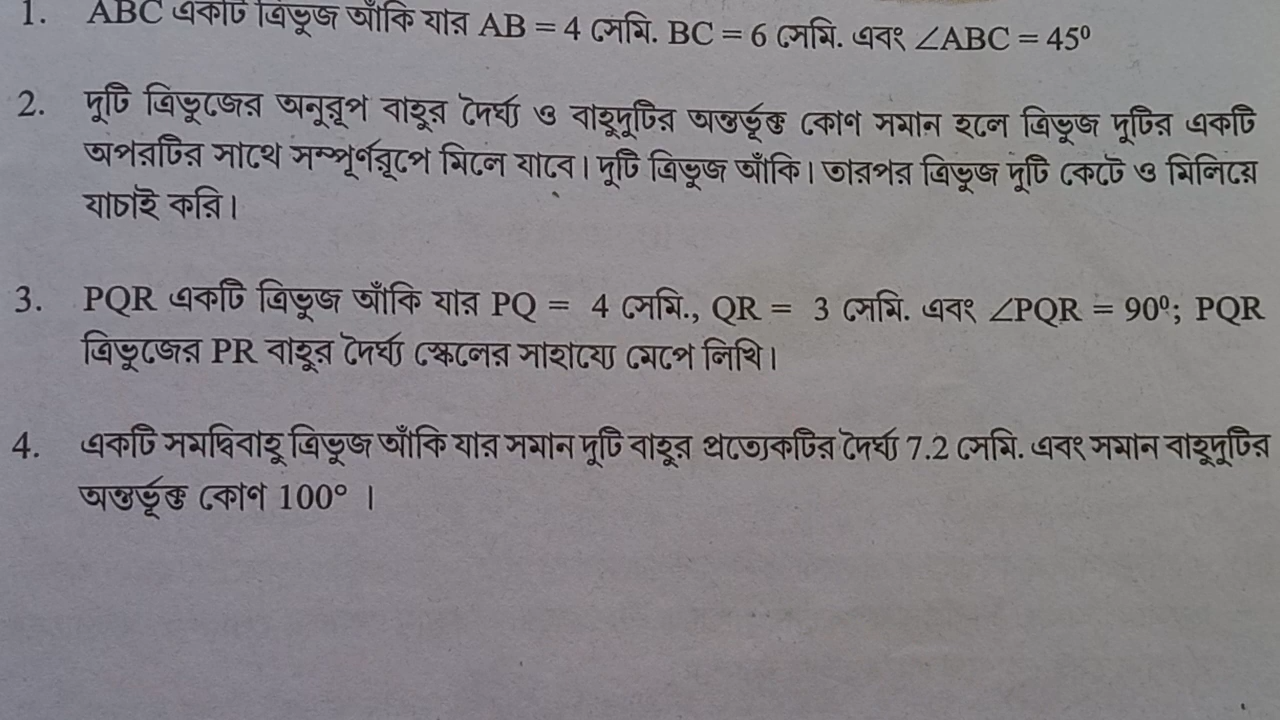 1. ABC একটি ত্রিভুজ আঁকি যার AB = 4 সেমি. BC = 6 সেমি. এবং ∠ABC = 45⁰
2. দুটি ত্রিভুজের অনুরূপ বাহুর দৈর্ঘ্য ও বাহুদুটির অন্তর্ভূক্ত কোণ সমান হলে ত্রিভুজ দুটির একটি
অপরটির সাথে সম্পূর্ণরূপে মিলে যাবে। দুটি ত্রিভুজ আঁকি। তারপর ত্রিভুজ দুটি কেটে ও মিলিয়ে
যাচাই করি।
3. PQR একটি ত্রিভুজ আঁকি যার PQ = 4 সেমি., QR = 3 সেমি. এবং ∠PQR = 90⁰; PQR
ত্রিভুজের PR বাহুর দৈর্ঘ্য স্কেলের সাহায্যে মেপে লিখি।
4. একটি সমদ্বিবাহু ত্রিভুজ আঁকি যার সমান দুটি বাহুর প্রত্যেকটির দৈর্ঘ্য 7.2 সেমি. এবং সমান বাহুদুটির
অন্তর্ভূক্ত কোণ 100° ।